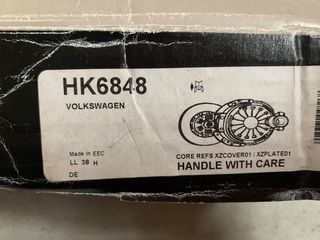 HK6848
VOLKSWAGEN
Made in EEC
LL 38 H
DE
CORE REFS XZCOVER01 / XZPLATE01
HANDLE WITH CARE